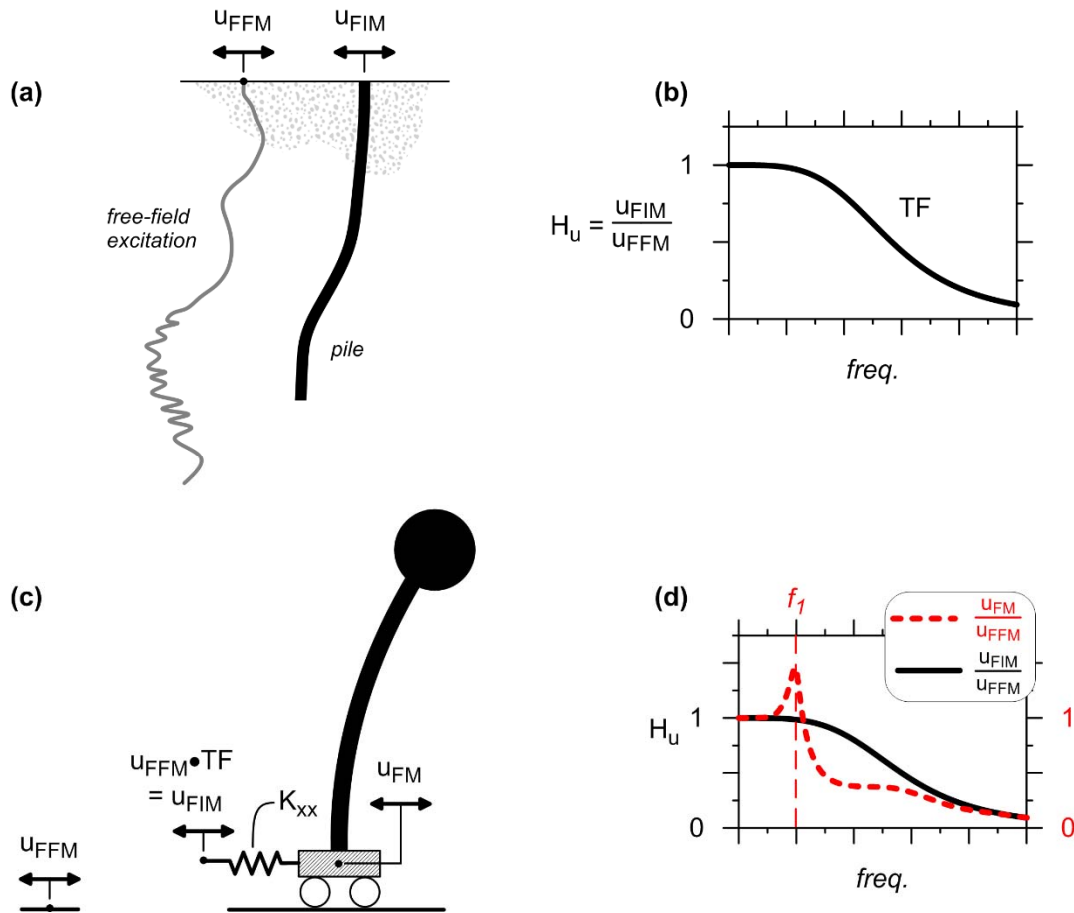 u_FFM u_FIM
(a)
free-field
excitation
pile
(b)
1
H_u = u_FIM / u_FFM
0
TF
freq.
(c)
u_FFM•TF
= u_FIM
K_xx
u_FM
u_FFM
(d)
f_1
u_FM / u_FFM
u_FIM / u_FFM
1 1
H_u
0 0
freq.